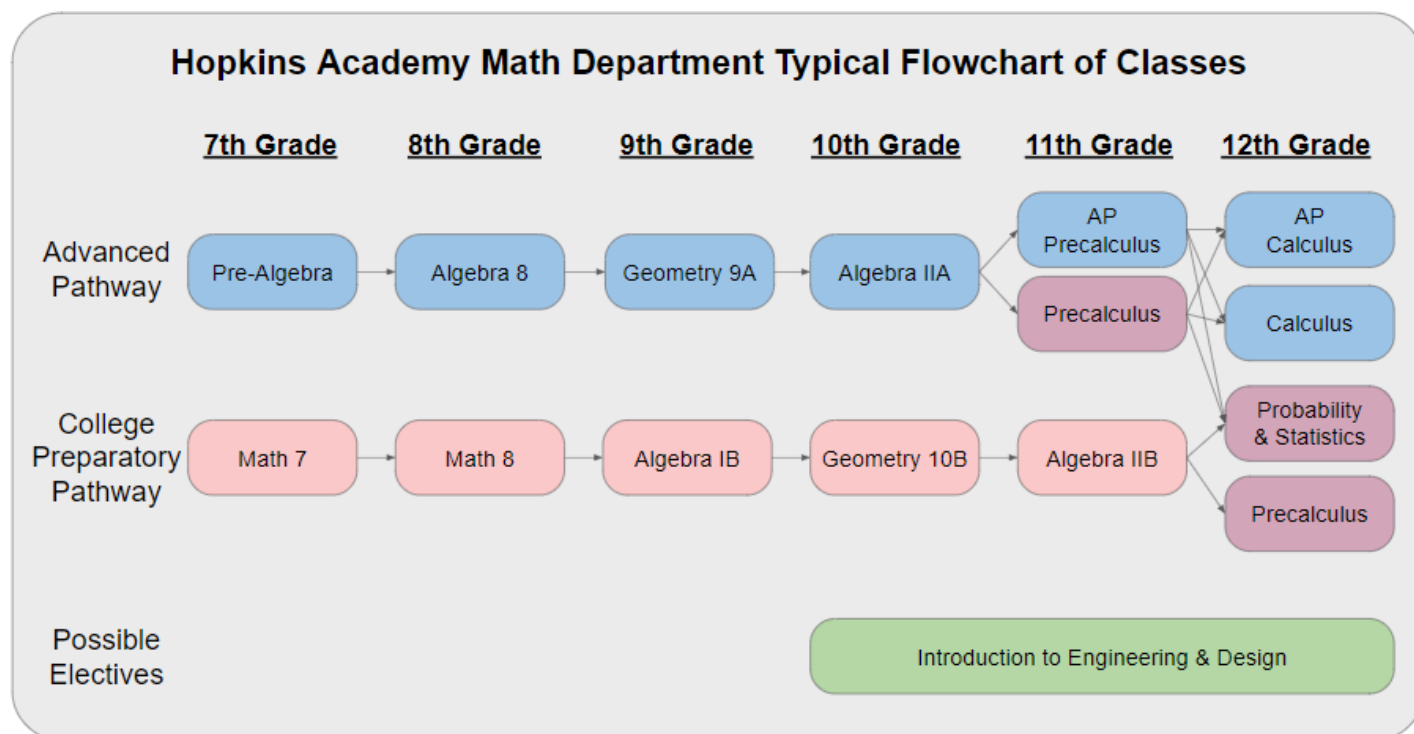 Hopkins Academy Math Department Typical Flowchart of Classes
7th Grade
8th Grade
9th Grade
10th Grade
11th Grade
12th Grade
Advanced
Pathway
Pre-Algebra
Algebra 8
Geometry 9A
Algebra IIA
AP
Precalculus
Precalculus
AP
Calculus
Calculus
College
Preparatory
Pathway
Math 7
Math 8
Algebra IB
Geometry 10B
Algebra IIB
Probability
& Statistics
Precalculus
Possible
Electives
Introduction to Engineering & Design